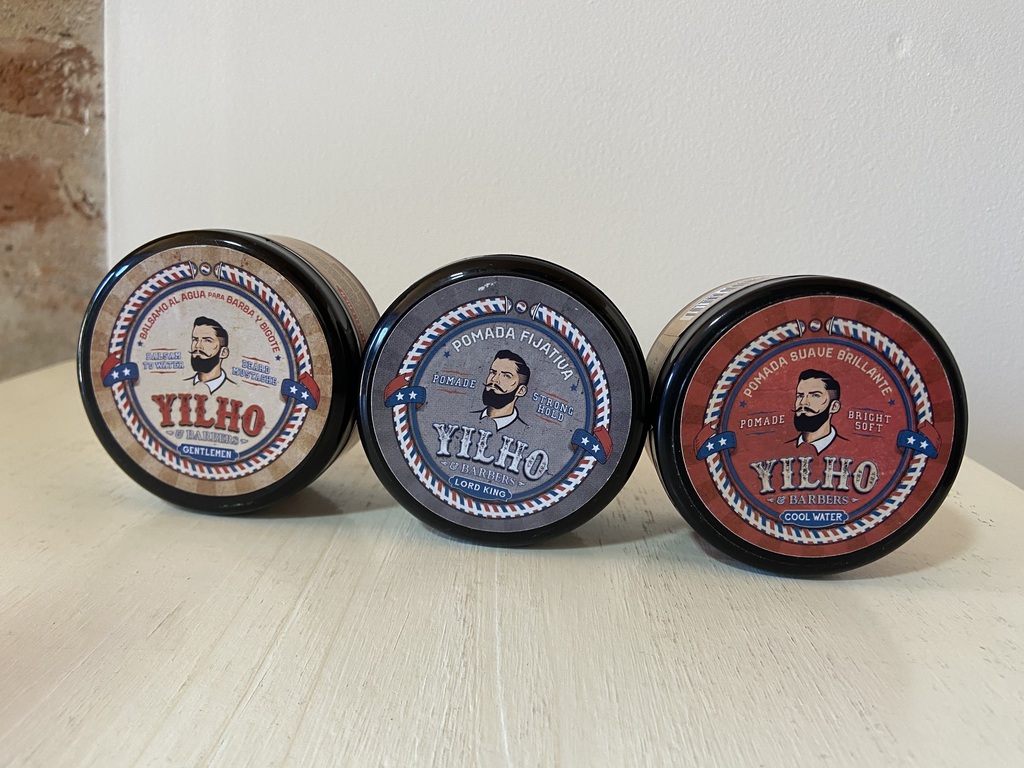 BALSAMO AL AGUA PARA BARBA Y BIGOTE
BALSAM
TO WATER
BEARD
MOUSTACHE
YILHO
& BARBERS
GENTLEMEN
POMADA FIJATIVA
POMADE
STRONG
HOLD
YILHO
& BARBERS
LORD KING
POMADA SUAVE BRILLANTE
POMADE
BRIGHT
SOFT
YILHO
& BARBERS
COOL WATER